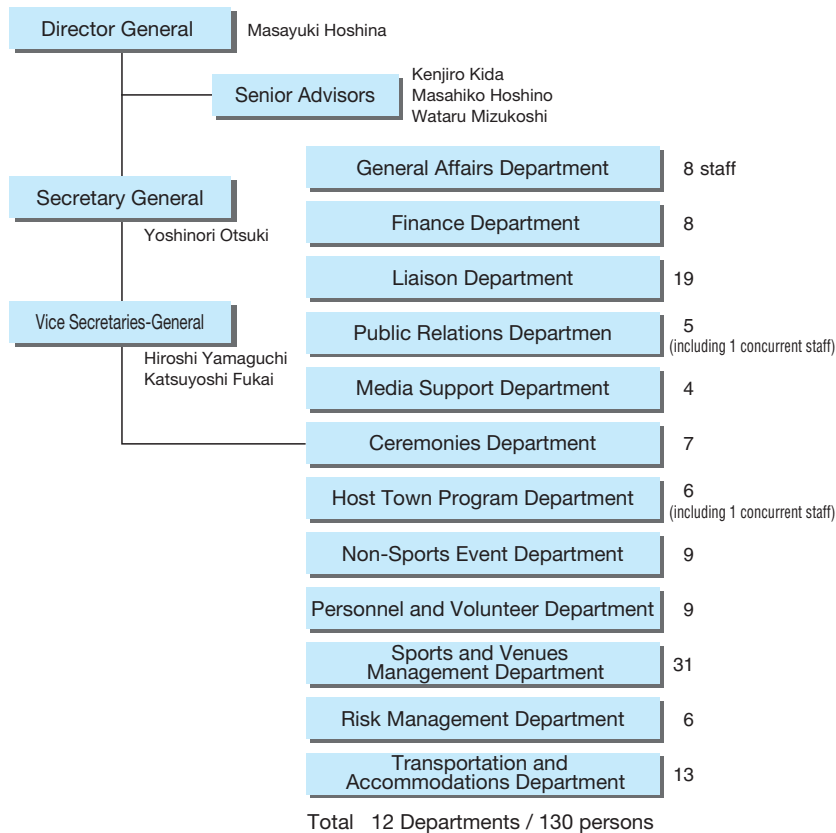 Director General
Masayuki Hoshina
Senior Advisors
Kenjiro Kida
Masahiko Hoshino
Wataru Mizukoshi
Secretary General
Yoshinori Otsuki
Vice Secretaries-General
Hiroshi Yamaguchi
Katsuyoshi Fukai
General Affairs Department 8 staff
Finance Department 8
Liaison Department 19
Public Relations Departmen 5
(including 1 concurrent staff)
Media Support Department 4
Ceremonies Department 7
Host Town Program Department 6
(including 1 concurrent staff)
Non-Sports Event Department 9
Personnel and Volunteer Department 9
Sports and Venues
Management Department 31
Risk Management Department 6
Transportation and
Accommodations Department 13
Total 12 Departments / 130 persons